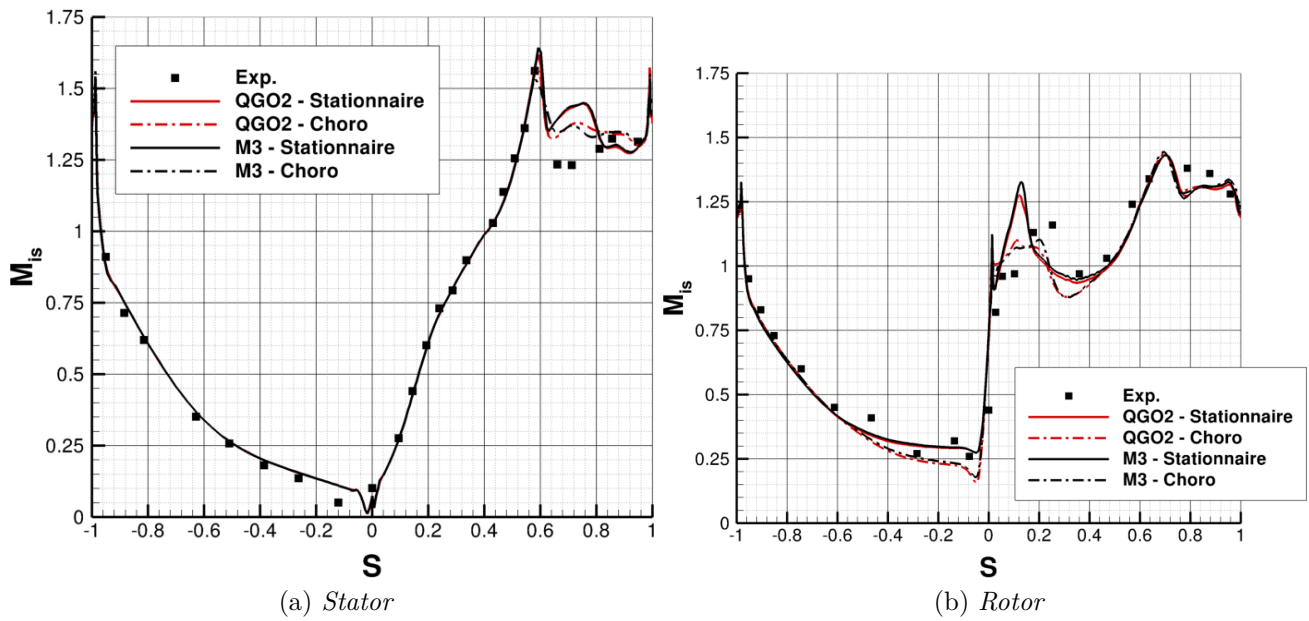 1.75
1.5
1.25
1
0.75
0.5
0.25
0
M_is
-1 -0.8 -0.6 -0.4 -0.2 0 0.2 0.4 0.6 0.8 1
S
Exp.
QGO2 - Stationnaire
QGO2 - Choro
M3 - Stationnaire
M3 - Choro
(a) Stator
1.75
1.5
1.25
1
0.75
0.5
0.25
0
M_is
-1 -0.8 -0.6 -0.4 -0.2 0 0.2 0.4 0.6 0.8 1
S
Exp.
QGO2 - Stationnaire
QGO2 - Choro
M3 - Stationnaire
M3 - Choro
(b) Rotor